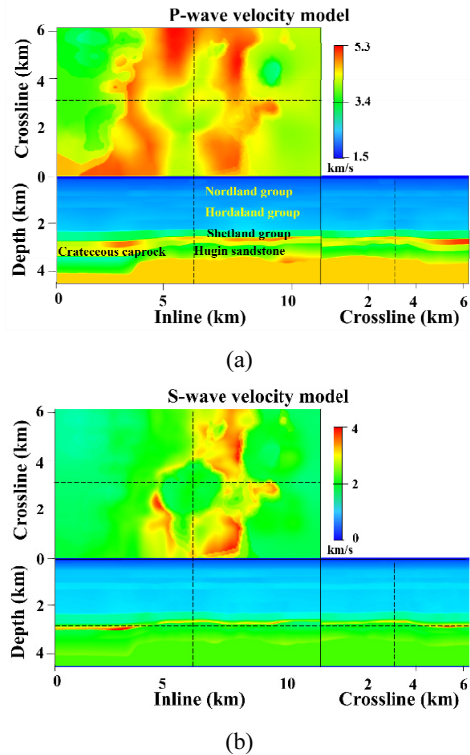 P-wave velocity model
6
4
2
0
Crossline (km)
5.3
3.4
1.5
km/s
Nordland group
Hordaland group
Shetland group
Crateceous caprock
Hugin sandstone
0
2
4
Depth (km)
0 5 10 2 4 6
Inline (km) Crossline (km)
(a)
S-wave velocity model
6
4
2
0
Crossline (km)
4
2
0
km/s
2
4
Depth (km)
0 5 10 2 4 6
Inline (km) Crossline (km)
(b)